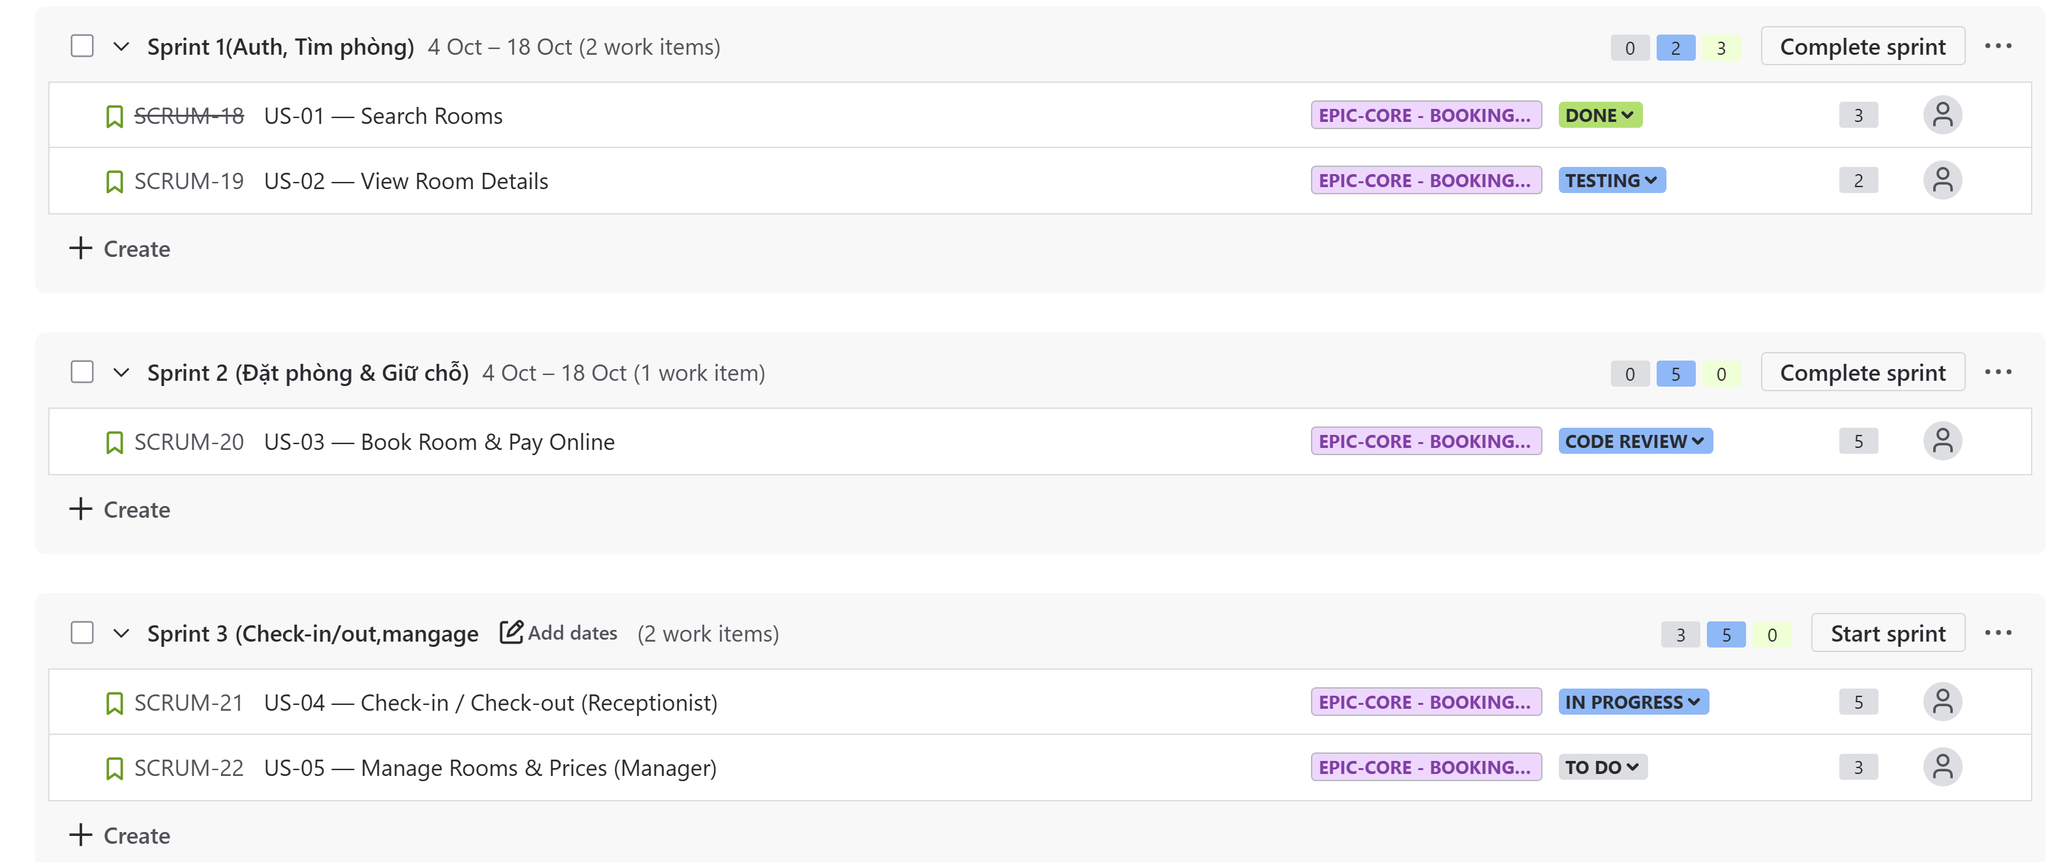 Sprint 1(Auth, Tìm phòng) 4 Oct – 18 Oct (2 work items) 0 2 3 Complete sprint
SCRUM-18 US-01 — Search Rooms EPIC-CORE - BOOKING... DONE 3
SCRUM-19 US-02 — View Room Details EPIC-CORE - BOOKING... TESTING 2
Create
Sprint 2 (Đặt phòng & Giữ chỗ) 4 Oct – 18 Oct (1 work item) 0 5 0 Complete sprint
SCRUM-20 US-03 — Book Room & Pay Online EPIC-CORE - BOOKING... CODE REVIEW 5
Create
Sprint 3 (Check-in/out,mangage Add dates (2 work items) 3 5 0 Start sprint
SCRUM-21 US-04 — Check-in / Check-out (Receptionist) EPIC-CORE - BOOKING... IN PROGRESS 5
SCRUM-22 US-05 — Manage Rooms & Prices (Manager) EPIC-CORE - BOOKING... TO DO 3
Create